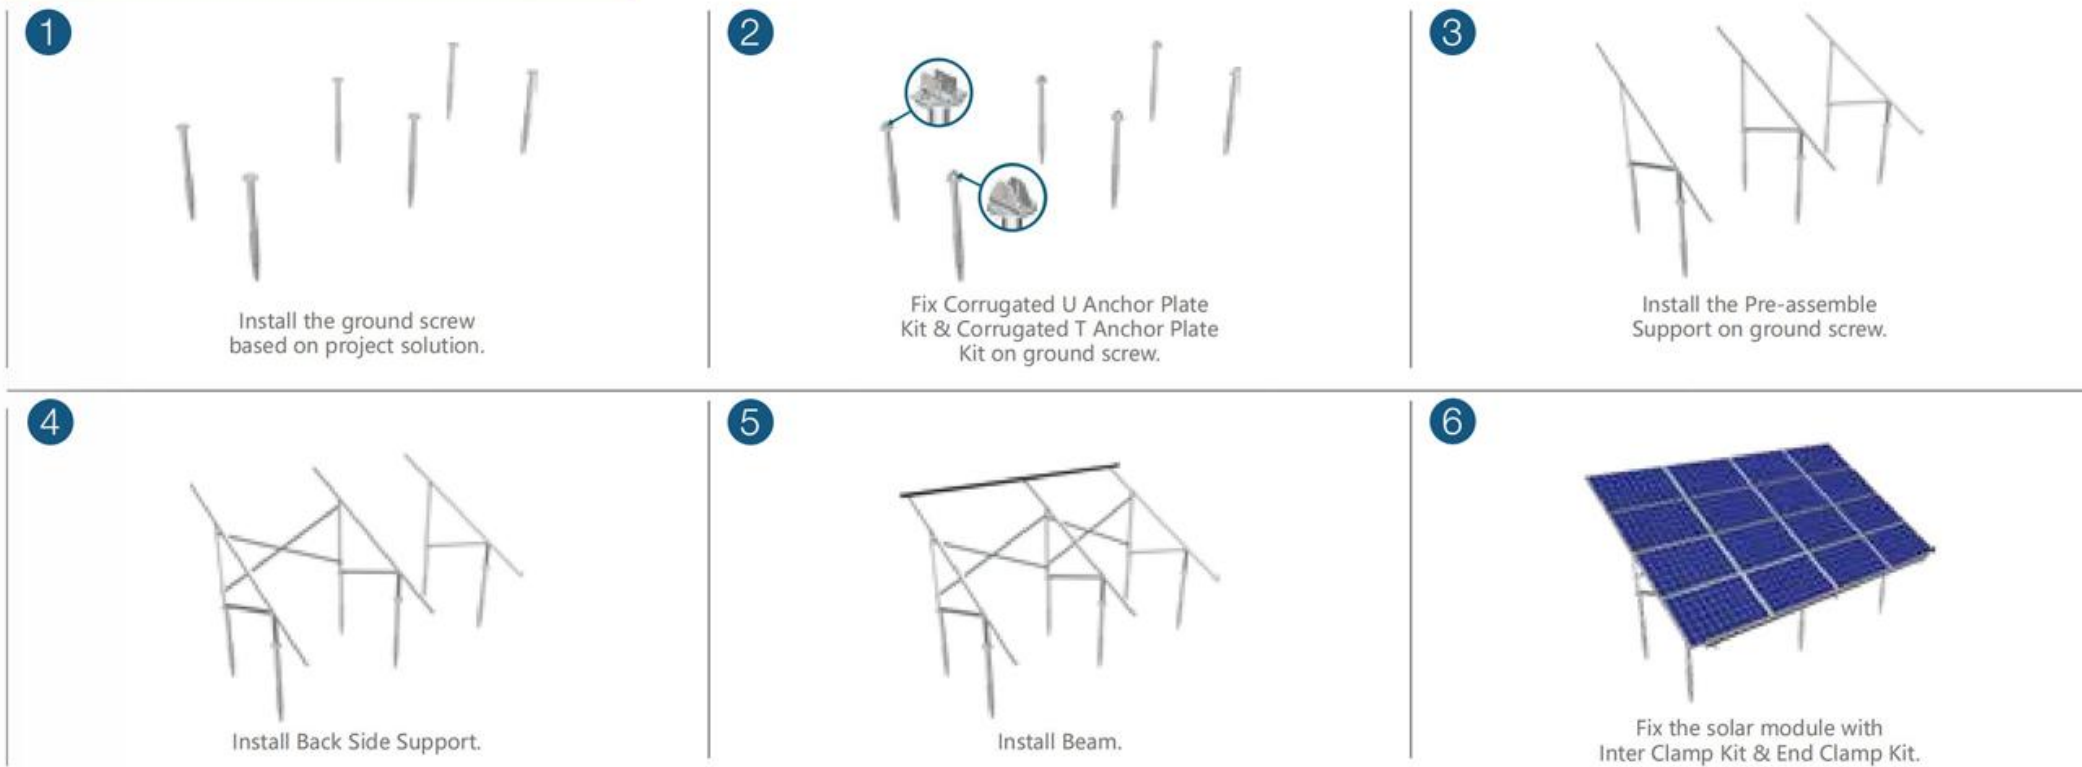 1
Install the ground screw
based on project solution.
2
Fix Corrugated U Anchor Plate
Kit & Corrugated T Anchor Plate
Kit on ground screw.
3
Install the Pre-assemble
Support on ground screw.
4
Install Back Side Support.
5
Install Beam.
6
Fix the solar module with
Inter Clamp Kit & End Clamp Kit.